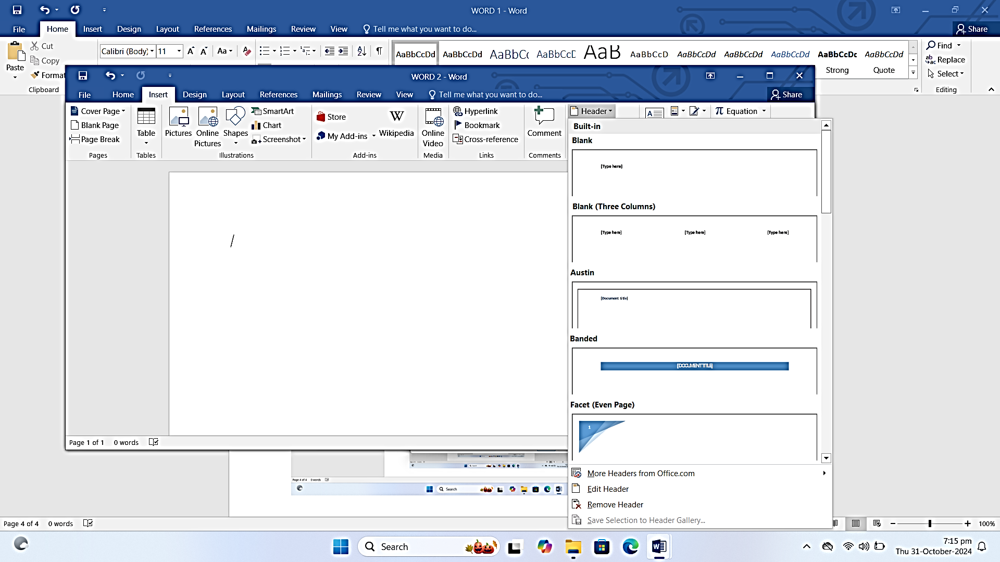 WORD 1 - Word
File Home Insert Design Layout References Mailings Review View Tell me what you want to do... Share
Paste
Cut
Copy
Format
Clipboard
Calibri (Body) 11
Aa
AaBbCcDd AaBbCcDd AaBbCc AaBbCcD AaB AaBbCcD AaBbCcDd AaBbCcDd AaBbCcDd AaBbCcDc AaBbCcDd
Strong Quote
Find
Replace
Select
Editing
WORD 2 - Word
File Home Insert Design Layout References Mailings Review View Tell me what you want to do... Share
Cover Page
Blank Page
Page Break
Pages
Table
Tables
Pictures
Online Pictures
Shapes
SmartArt
Chart
Screenshot
Illustrations
Store
My Add-ins
Wikipedia
Add-ins
Online Video
Media
Hyperlink
Bookmark
Cross-reference
Links
Comment
Comments
Header
Equation
Built-in
Blank
[Type here]
Blank (Three Columns)
[Type here] [Type here] [Type here]
Austin
[Document title]
Banded
[DOCUMENT TITLE]
Facet (Even Page)
1
More Headers from Office.com
Edit Header
Remove Header
Save Selection to Header Gallery...
/
Page 1 of 1 0 words
Page 4 of 4 0 words
Search
Page 4 of 4 0 words
100%
Search
7:15 pm
Thu 31-October-2024